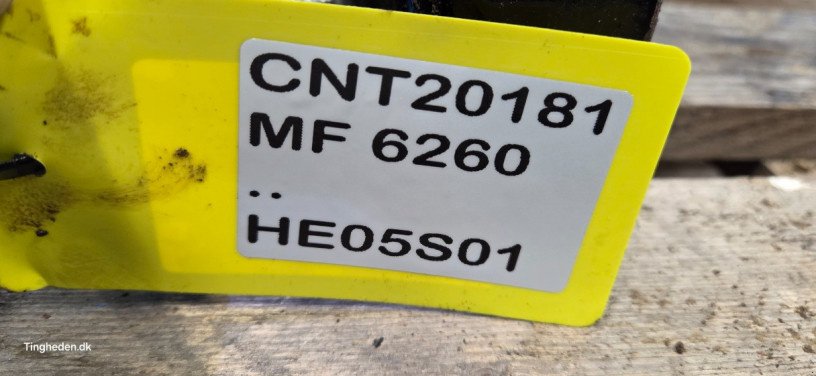 CNT20181
MF 6260
..
HE05S01
Tingheden.dk